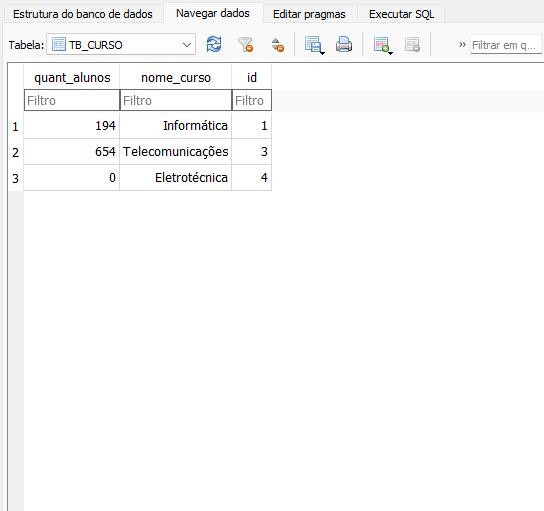 Estrutura do banco de dados Navegar dados Editar pragmas Executar SQL
Tabela: TB_CURSO » Filtrar em q...
quant_alunos nome_curso id
Filtro Filtro Filtro
1 194 Informática 1
2 654 Telecomunicações 3
3 0 Eletrotécnica 4